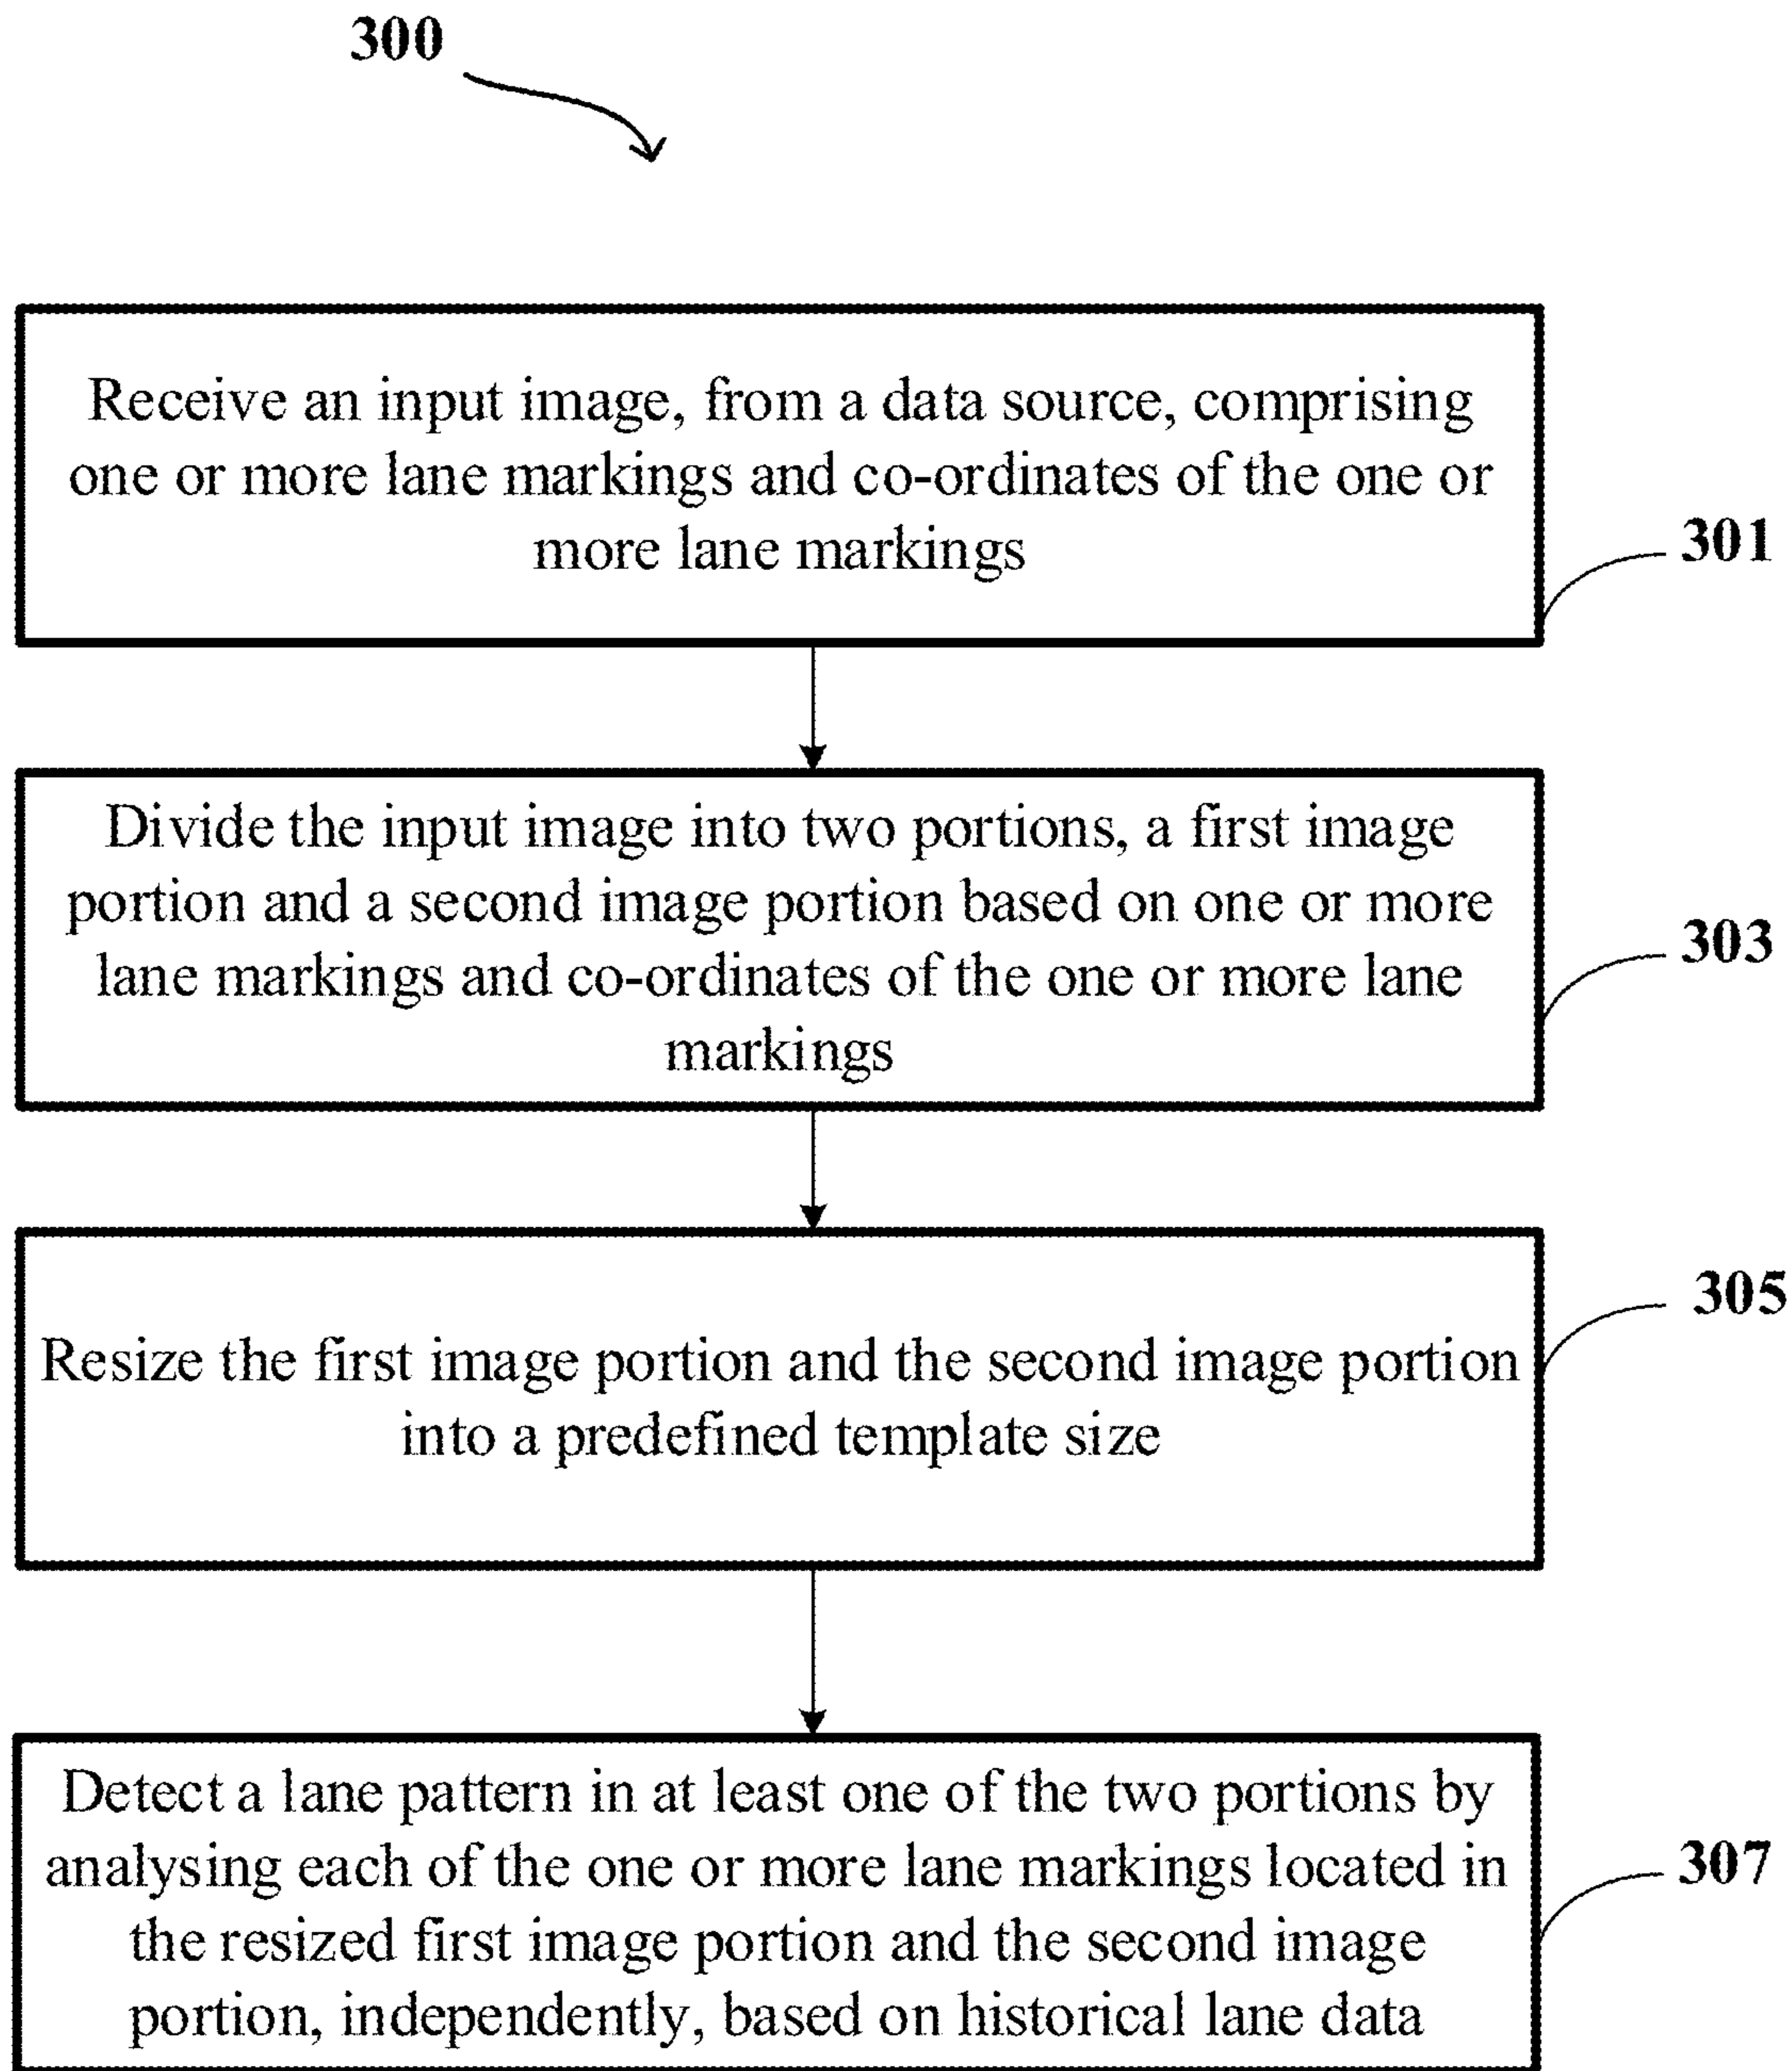 300
Receive an input image, from a data source, comprising
one or more lane markings and co-ordinates of the one or
more lane markings
301
Divide the input image into two portions, a first image
portion and a second image portion based on one or more
lane markings and co-ordinates of the one or more lane
markings
303
Resize the first image portion and the second image portion
into a predefined template size
305
Detect a lane pattern in at least one of the two portions by
analysing each of the one or more lane markings located in
the resized first image portion and the second image
portion, independently, based on historical lane data
307